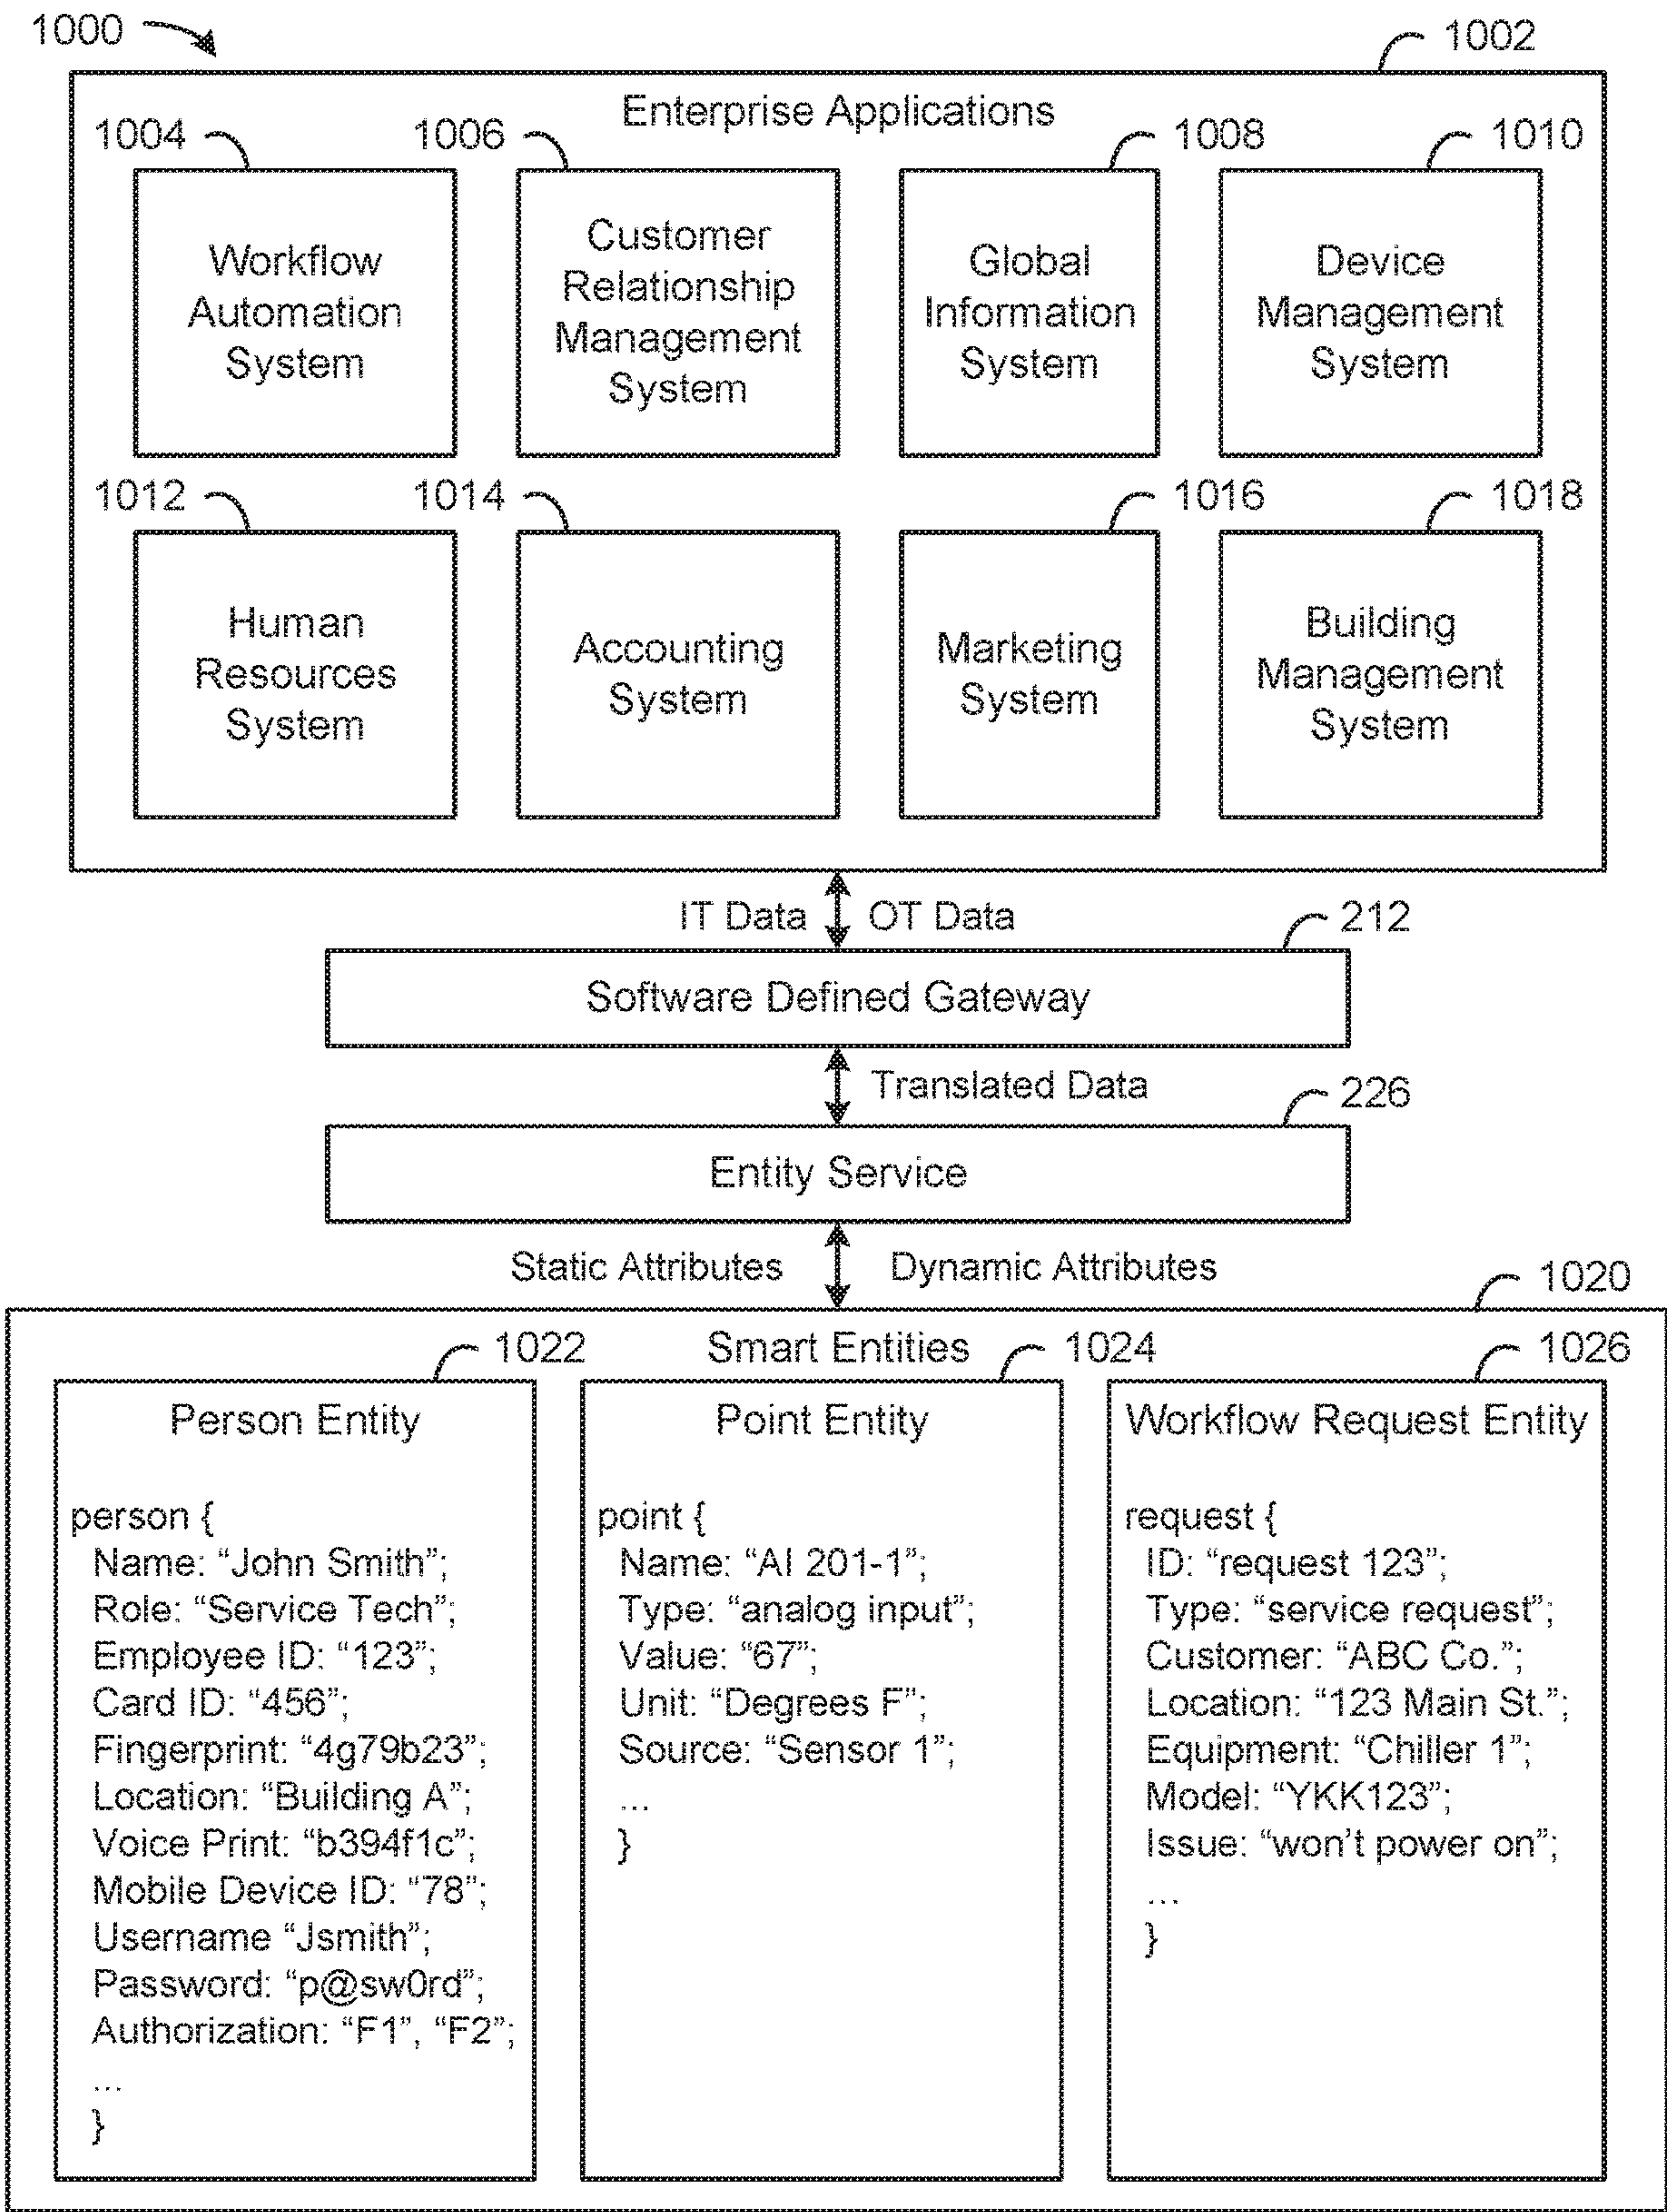 1000
1002
Enterprise Applications
1004
1006
1008
1010
Workflow
Automation
System
Customer
Relationship
Management
System
Global
Information
System
Device
Management
System
1012
1014
1016
1018
Human
Resources
System
Accounting
System
Marketing
System
Building
Management
System
IT Data
OT Data
212
Software Defined Gateway
Translated Data
226
Entity Service
Static Attributes
Dynamic Attributes
1020
Smart Entities
1022
1024
1026
Person Entity
person {
Name: “John Smith”;
Role: “Service Tech”;
Employee ID: “123”;
Card ID: “456”;
Fingerprint: “4g79b23”;
Location: “Building A”;
Voice Print: “b394f1c”;
Mobile Device ID: “78”;
Username “Jsmith”;
Password: “p@sw0rd”;
Authorization: “F1”, “F2”;
...
}
Point Entity
point {
Name: “AI 201-1”;
Type: “analog input”;
Value: “67”;
Unit: “Degrees F”;
Source: “Sensor 1”;
...
}
Workflow Request Entity
request {
ID: “request 123”;
Type: “service request”;
Customer: “ABC Co.”;
Location: “123 Main St.”;
Equipment: “Chiller 1”;
Model: “YKK123”;
Issue: “won’t power on”;
...
}